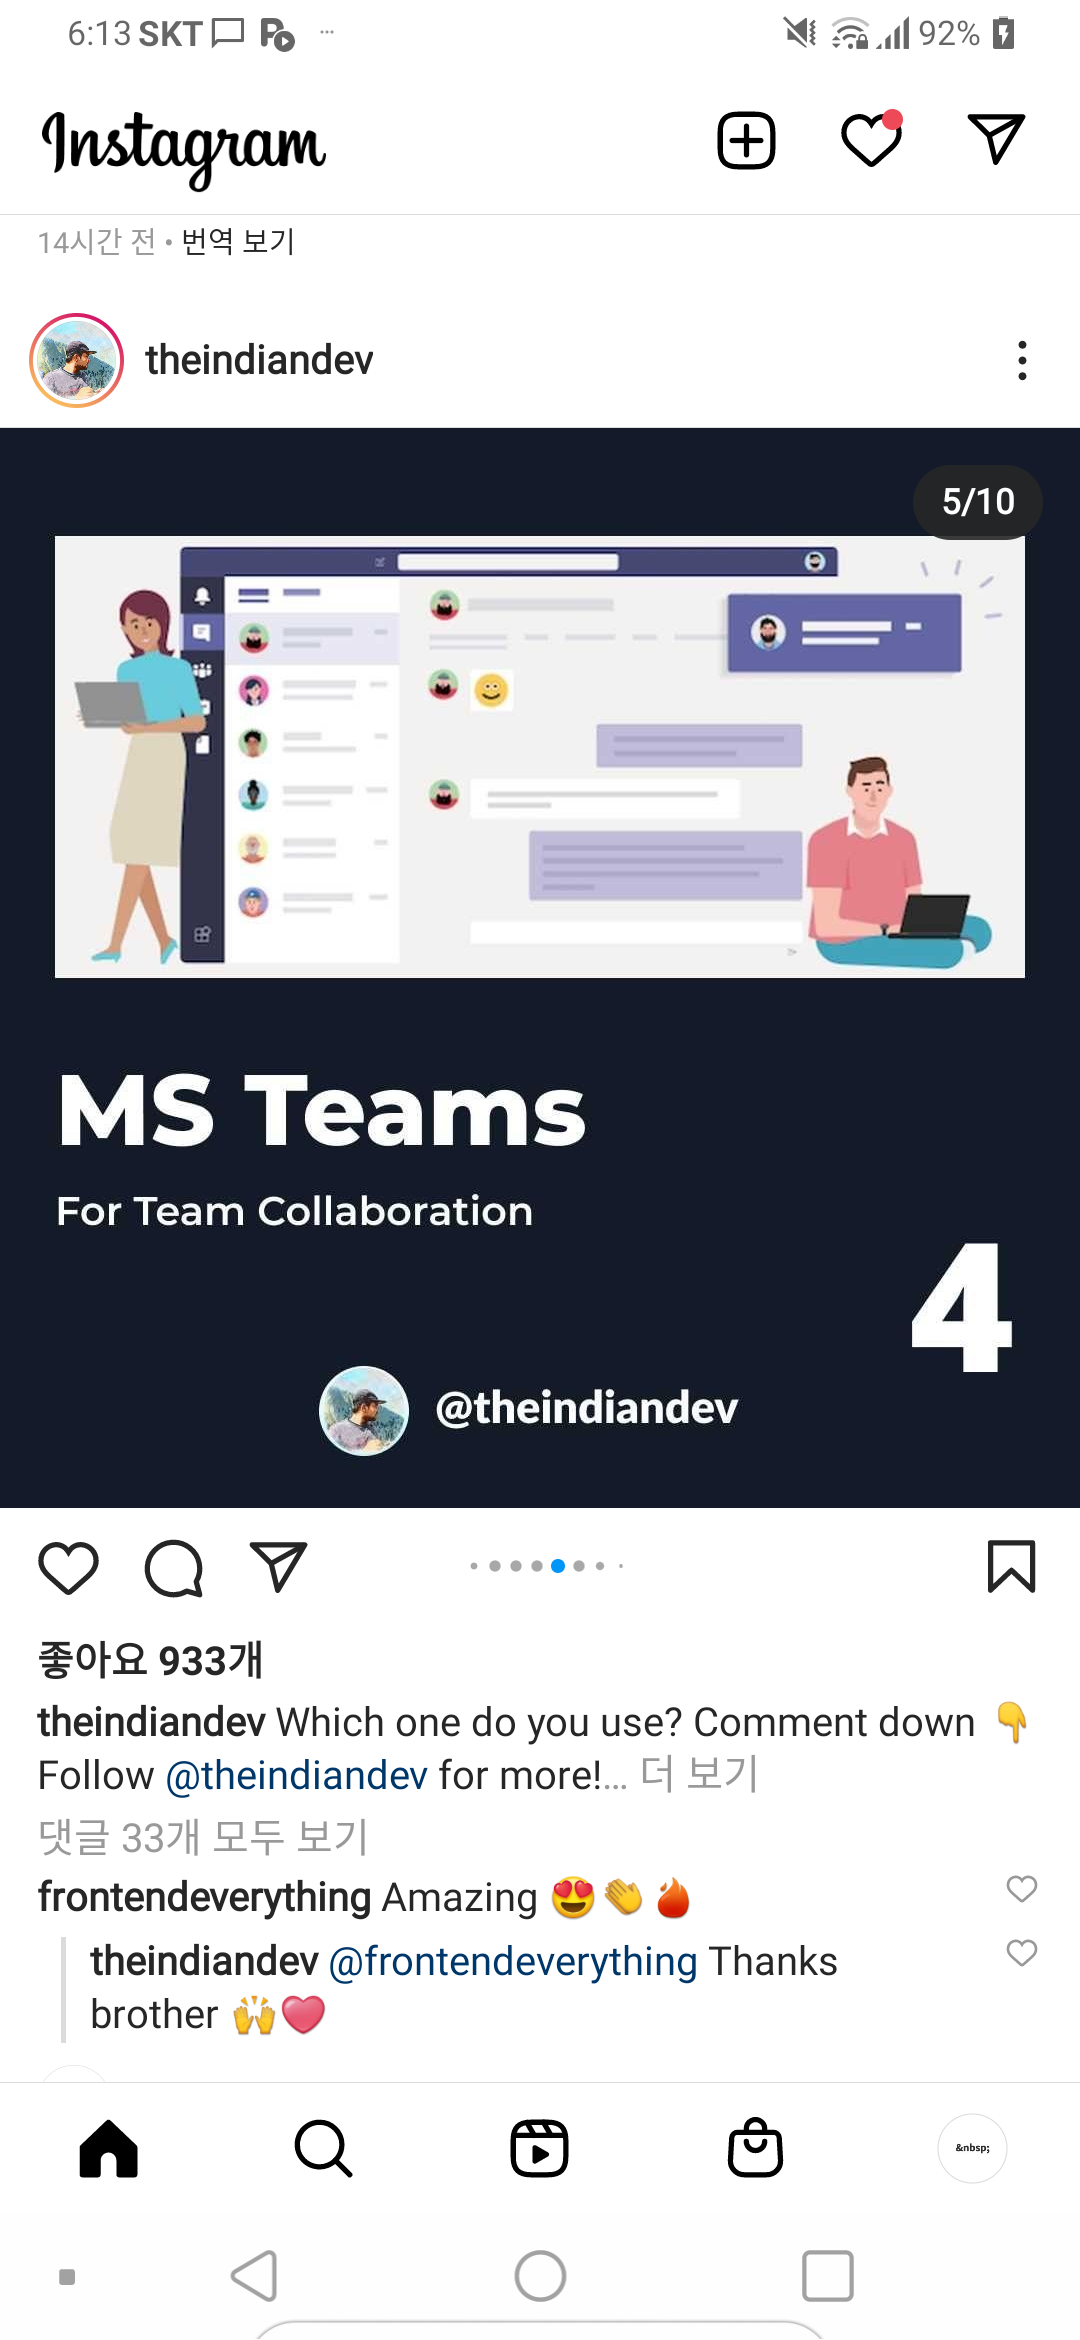 6:13 SKT 92%
Instagram
14시간 전 • 번역 보기
theindiandev
5/10
MS Teams
For Team Collaboration
4
@theindiandev
좋아요 933개
theindiandev Which one do you use? Comment down 👇
Follow @theindiandev for more!... 더 보기
댓글 33개 모두 보기
frontendeverything Amazing 😍👏🔥
theindiandev @frontendeverything Thanks
brother 🙌❤️
&nbsp;